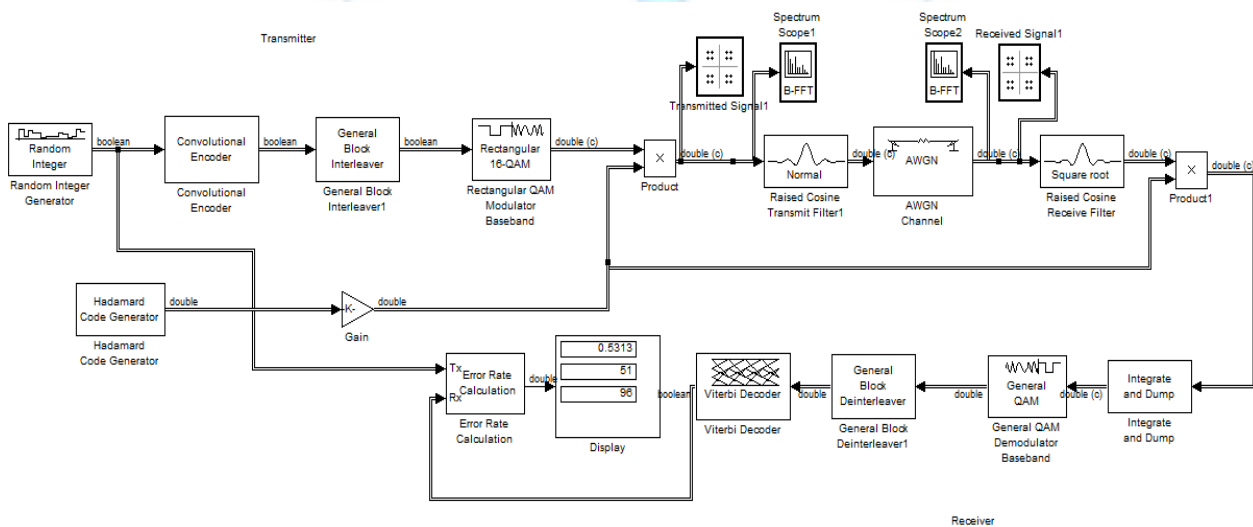 Transmitter
Spectrum
Scope1
Spectrum
Scope2
Received Signal1
B-FFT
B-FFT
Transmitted Signal1
Random
Integer
boolean
Random Integer
Generator
Convolutional
Encoder
boolean
Convolutional
Encoder
General
Block
Interleaver
boolean
General Block
Interleaver1
Rectangular
16-QAM
double (c)
Rectangular QAM
Modulator
Baseband
X
Product
double (c)
Normal
double (c)
Raised Cosine
Transmit Filter1
AWGN
double (c)
AWGN
Channel
Square root
double (c)
Raised Cosine
Receive Filter
X
Product1
double (c)
Hadamard
Code Generator
double
Hadamard
Code Generator
-K-
double
Gain
Tx
Rx
Error Rate
Calculation
double
Error Rate
Calculation
0.5313
51
96
Display
boolean
Viterbi Decoder
Viterbi Decoder
double
General
Block
Deinterleaver
General Block
Deinterleaver1
double
General
QAM
General QAM
Demodulator
Baseband
double (c)
Integrate
and Dump
Integrate
and Dump
Receiver